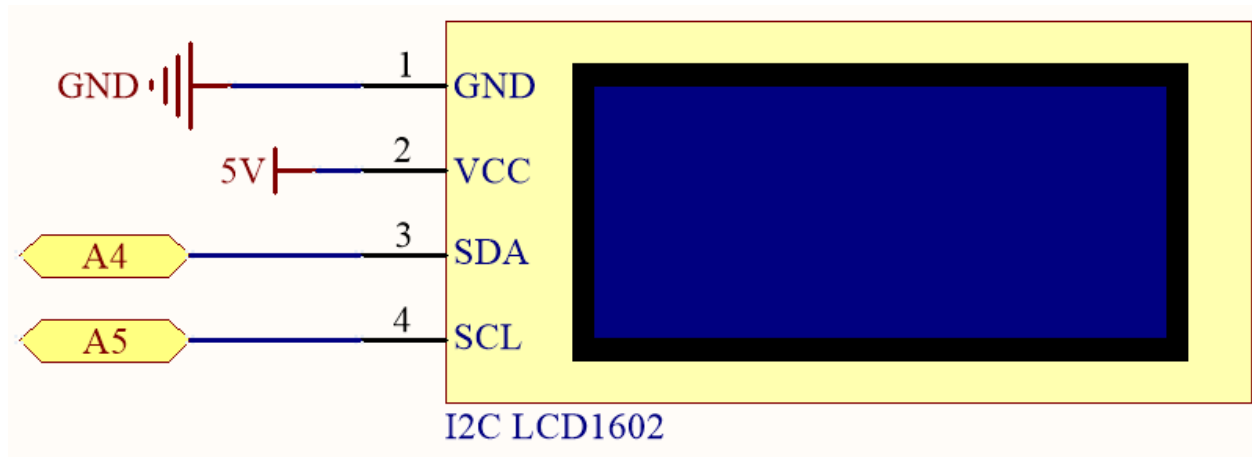 GND 1 GND
5V 2 VCC
A4 3 SDA
A5 4 SCL
I2C LCD1602